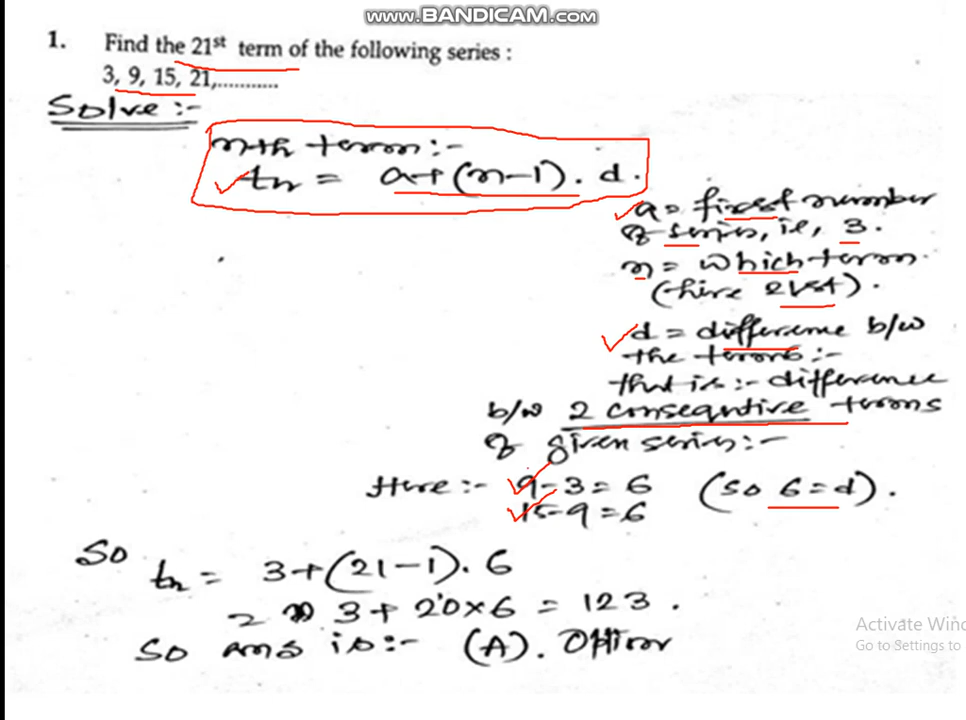 www.BANDICAM.com
1. Find the 21st term of the following series :
3, 9, 15, 21,............
Solve :-
nth term :-
tn = a+(n-1). d.
a = first number
of series, ie, 3.
n = which term.
(hire 21st).
d = difference b/w
the terms :-
that is :- difference
b/w 2 consequtive terms
of given series :-
Here :- 9-3 = 6 (so 6 = d).
15-9 = 6
So tn = 3+(21-1). 6
3 + 20×6 = 123.
So ans is :- (A). Option
Activate Wind
Go to Settings to